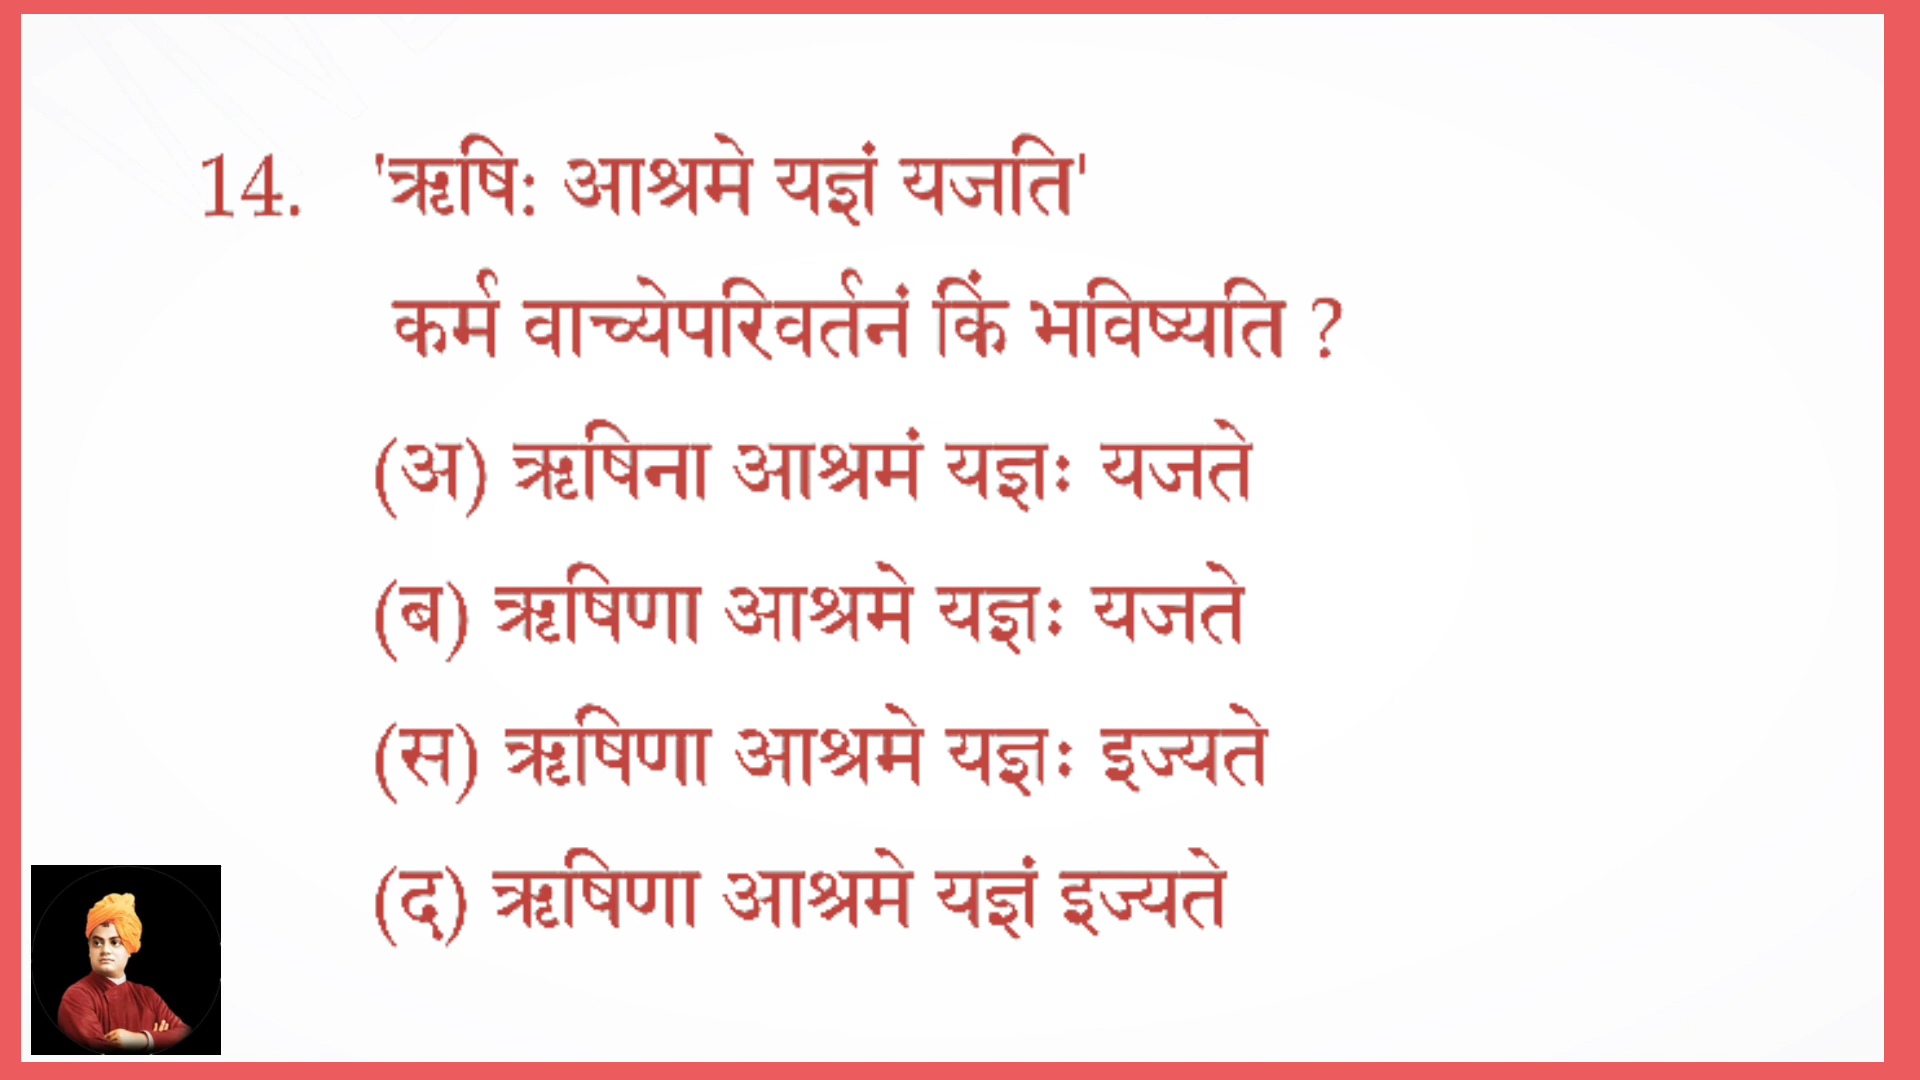 14. 'ऋषि: आश्रमे यज्ञं यजति'
कर्म वाच्येपरिवर्तनं किं भविष्यति ?
(अ) ऋषिना आश्रमं यज्ञः यजते
(ब) ऋषिणा आश्रमे यज्ञः यजते
(स) ऋषिणा आश्रमे यज्ञः इज्यते
(द) ऋषिणा आश्रमे यज्ञं इज्यते